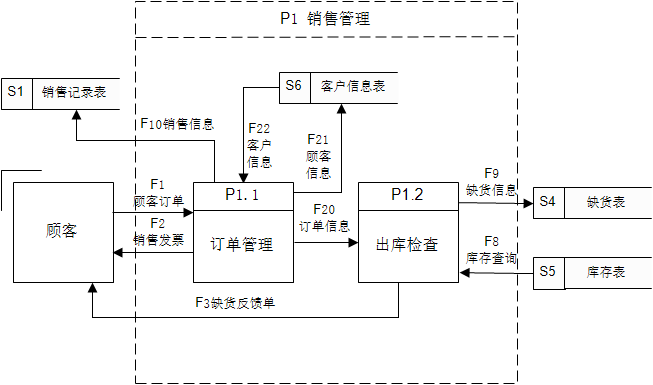 P1 销售管理
S1 销售记录表
S6 客户信息表
F10销售信息
F22
客户
信息
F21
顾客
信息
顾客
F1
顾客订单
F2
销售发票
P1.1
订单管理
F20
订单信息
P1.2
出库检查
F9
缺货信息
S4 缺货表
F8
库存查询
S5 库存表
F3缺货反馈单